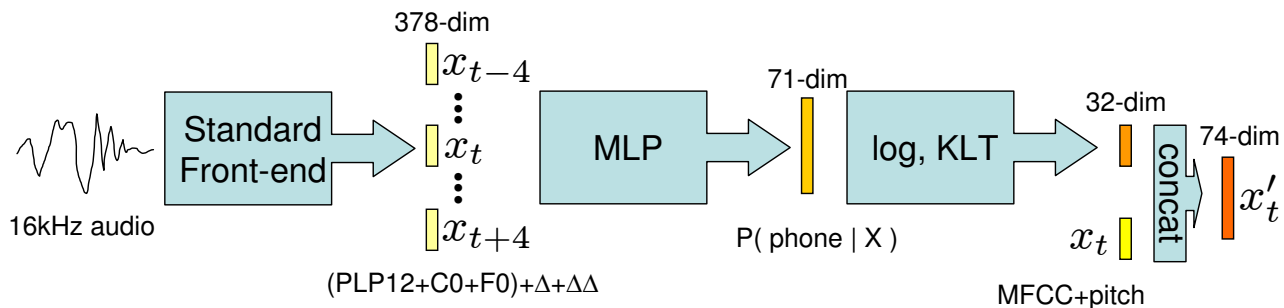 378-dim
x_{t-4}
Standard
Front-end
x_t
x_{t+4}
16kHz audio
(PLP12+C0+F0)+Δ+ΔΔ
MLP
71-dim
P( phone | X )
log, KLT
32-dim
x_t
MFCC+pitch
concat
74-dim
x'_t